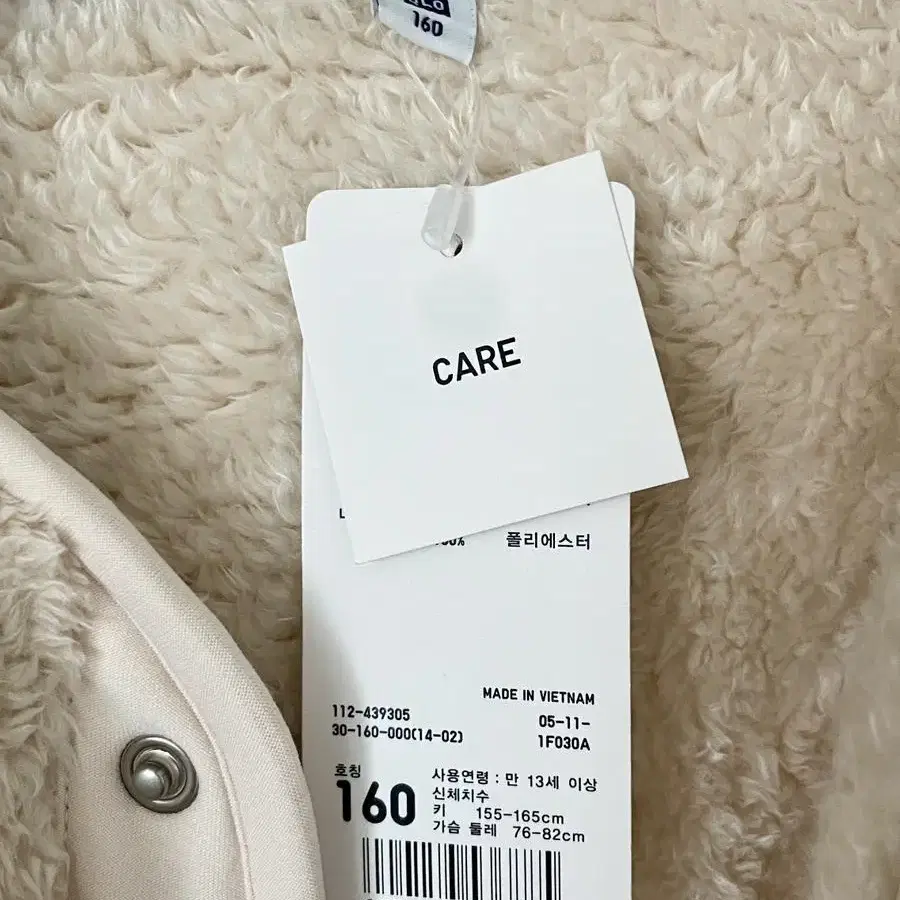 160
CARE
폴리에스터
MADE IN VIETNAM
112-439305
05-11-
30-160-000(14-02)
1F030A
호칭
160
사용연령 : 만 13세 이상
신체치수
키 155-165cm
가슴 둘레 76-82cm